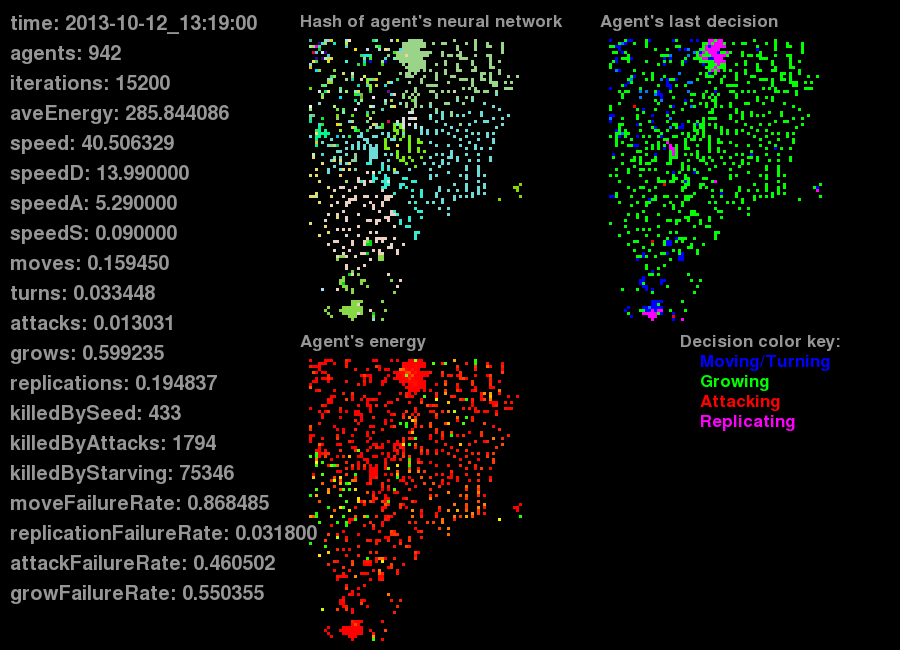 time: 2013-10-12_13:19:00
agents: 942
iterations: 15200
aveEnergy: 285.844086
speed: 40.506329
speedD: 13.990000
speedA: 5.290000
speedS: 0.090000
moves: 0.159450
turns: 0.033448
attacks: 0.013031
grows: 0.599235
replications: 0.194837
killedBySeed: 433
killedByAttacks: 1794
killedByStarving: 75346
moveFailureRate: 0.868485
replicationFailureRate: 0.031800
attackFailureRate: 0.460502
growFailureRate: 0.550355
Hash of agent's neural network
Agent's last decision
Agent's energy
Decision color key:
Moving/Turning
Growing
Attacking
Replicating